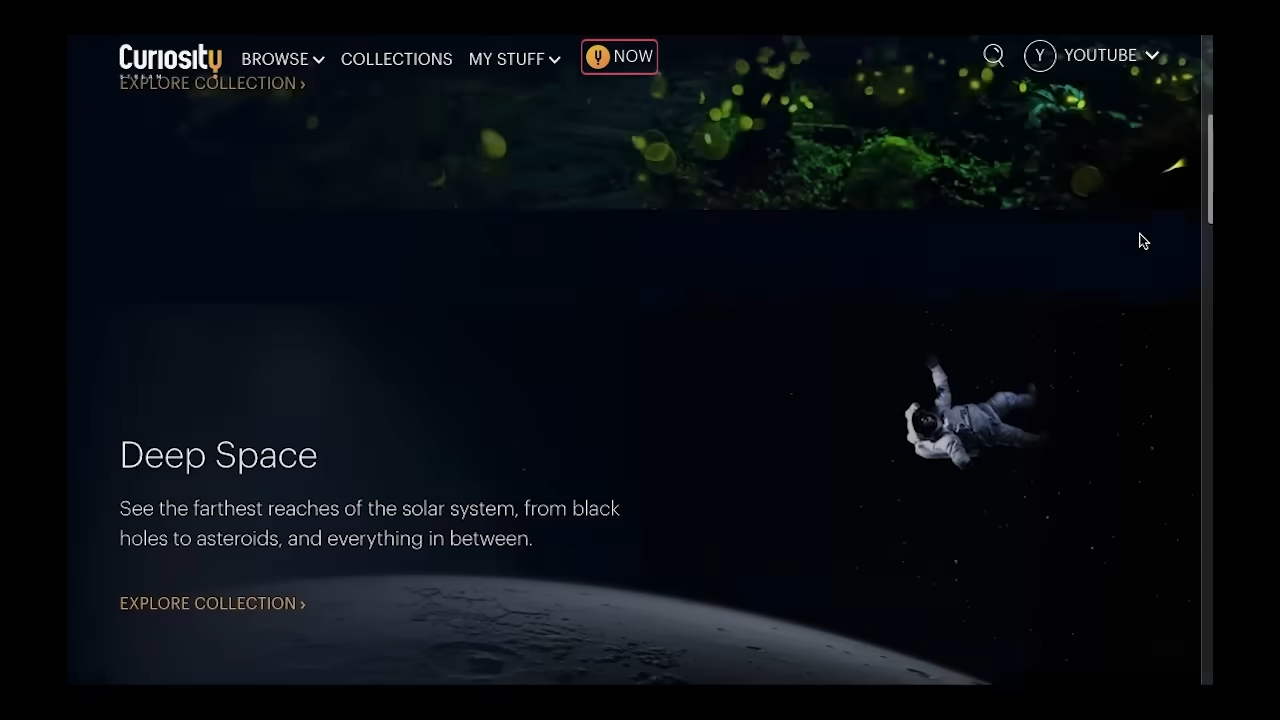 Curiosity
STREAM
BROWSE
COLLECTIONS
MY STUFF
NOW
Y
YOUTUBE
EXPLORE COLLECTION ›
Deep Space
See the farthest reaches of the solar system, from black
holes to asteroids, and everything in between.
EXPLORE COLLECTION ›